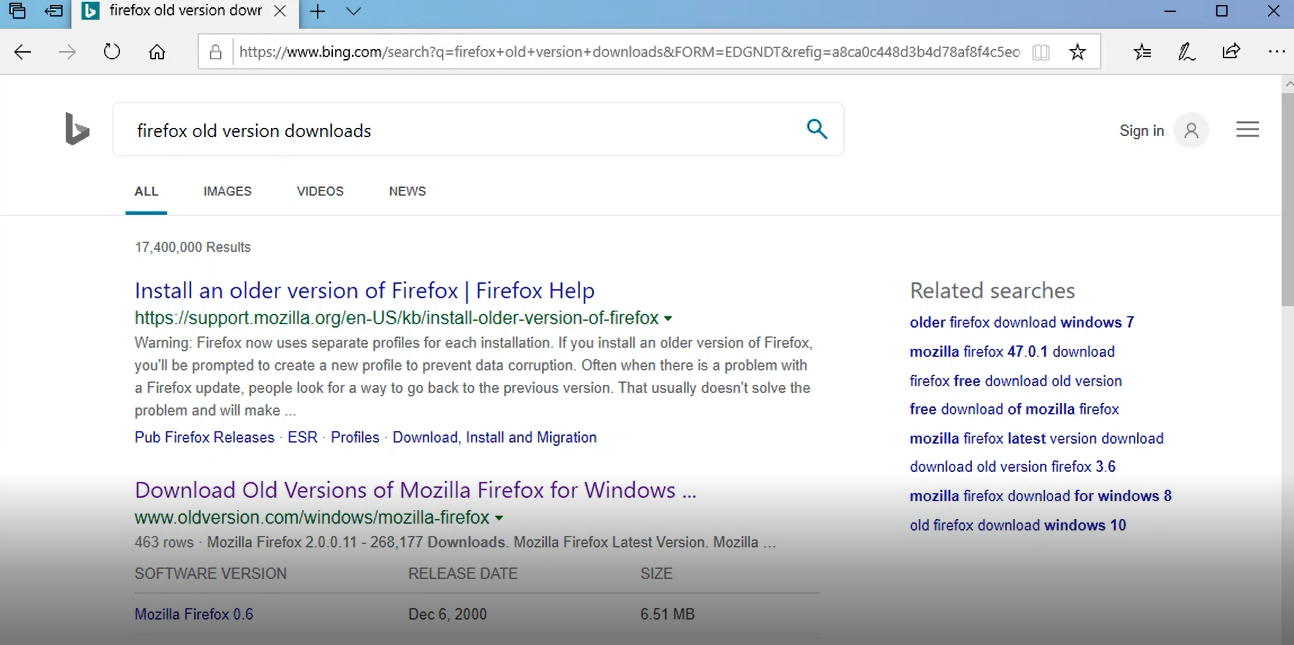 firefox old version dowr
https://www.bing.com/search?q=firefox+old+version+downloads&FORM=EDGNDT&refig=a8ca0c448d3b4d78af8f4c5ec
firefox old version downloads
Sign in
ALL IMAGES VIDEOS NEWS
17,400,000 Results
Install an older version of Firefox | Firefox Help
https://support.mozilla.org/en-US/kb/install-older-version-of-firefox
Warning: Firefox now uses separate profiles for each installation. If you install an older version of Firefox,
you'll be prompted to create a new profile to prevent data corruption. Often when there is a problem with
a Firefox update, people look for a way to go back to the previous version. That usually doesn't solve the
problem and will make ...
Pub Firefox Releases · ESR · Profiles · Download, Install and Migration
Download Old Versions of Mozilla Firefox for Windows ...
www.oldversion.com/windows/mozilla-firefox
463 rows · Mozilla Firefox 2.0.0.11 - 268,177 Downloads. Mozilla Firefox Latest Version. Mozilla ...
SOFTWARE VERSION RELEASE DATE SIZE
Mozilla Firefox 0.6 Dec 6, 2000 6.51 MB
Related searches
older firefox download windows 7
mozilla firefox 47.0.1 download
firefox free download old version
free download of mozilla firefox
mozilla firefox latest version download
download old version firefox 3.6
mozilla firefox download for windows 8
old firefox download windows 10